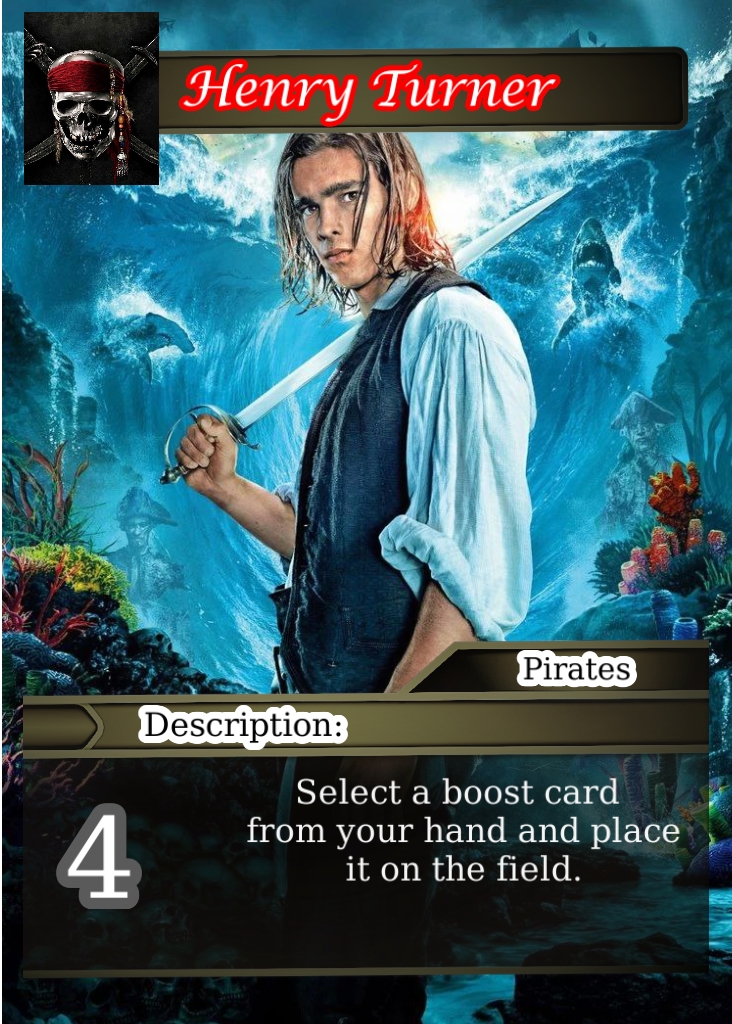 Henry Turner
Pirates
Description:
Select a boost card
from your hand and place
it on the field.
4